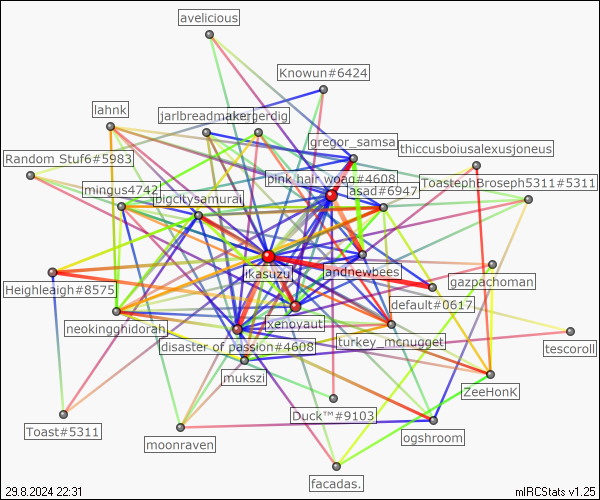 avelicious
Knowun#6424
lahnk
jarlbreadmaker
gerdig
gregor_samsa
thiccusboiusalexusjoneus
Random Stuf6#5983
pink hair woag#4608
ToastephBroseph5311#5311
mingus4742
asad#6947
bigcitysamurai
ikasuzu
andnewbees
gazpachoman
Heighleaigh#8575
default#0617
neokingghidorah
xenoyaut
disaster of passion#4608
turkey_mcnugget
tescoroll
mukszi
ZeeHonK
Duck™#9103
Toast#5311
moonraven
ogshroom
facadas.
29.8.2024 22:31
mIRCStats v1.25